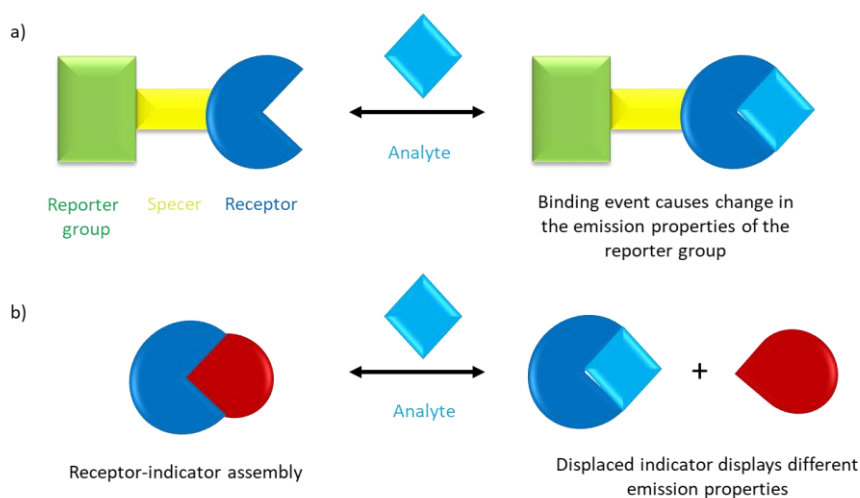 a)
Analyte
Reporter group
Specer
Receptor
Binding event causes change in
the emission properties of the
reporter group
b)
Analyte
+
Receptor-indicator assembly
Displaced indicator displays different
emission properties